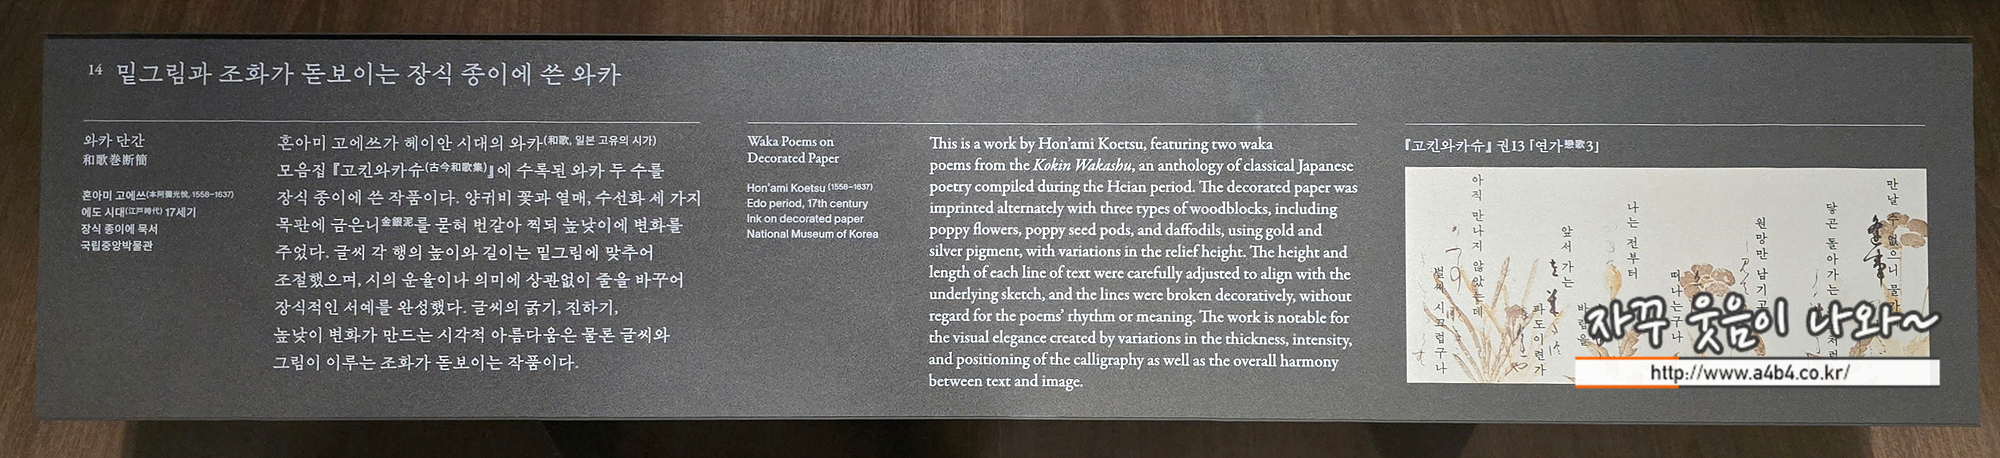 14 밑그림과 조화가 돋보이는 장식 종이에 쓴 와카
와카 단간
和歌巻断簡
혼아미 고에쓰(本阿彌光悅, 1558-1637)
에도 시대(江戶時代) 17세기
장식 종이에 묵서
국립중앙박물관
혼아미 고에쓰가 헤이안 시대의 와카(和歌, 일본 고유의 시가)
모음집 『고킨와카슈(古今和歌集)』에 수록된 와카 두 수를
장식 종이에 쓴 작품이다. 양귀비 꽃과 열매, 수선화 세 가지
목판에 금은니金銀泥를 묻혀 번갈아 찍되 높낮이에 변화를
주었다. 글씨 각 행의 높이와 길이는 밑그림에 맞추어
조절했으며, 시의 운율이나 의미에 상관없이 줄을 바꾸어
장식적인 서예를 완성했다. 글씨의 굵기, 진하기,
높낮이 변화가 만드는 시각적 아름다움은 물론 글씨와
그림이 이루는 조화가 돋보이는 작품이다.
Waka Poems on
Decorated Paper
Hon'ami Koetsu (1558-1637)
Edo period, 17th century
Ink on decorated paper
National Museum of Korea
This is a work by Hon'ami Koetsu, featuring two waka
poems from the Kokin Wakashu, an anthology of classical Japanese
poetry compiled during the Heian period. The decorated paper was
imprinted alternately with three types of woodblocks, including
poppy flowers, poppy seed pods, and daffodils, using gold and
silver pigment, with variations in the relief height. The height and
length of each line of text were carefully adjusted to align with the
underlying sketch, and the lines were broken decoratively, without
regard for the poems' rhythm or meaning. The work is notable for
the visual elegance created by variations in the thickness, intensity,
and positioning of the calligraphy as well as the overall harmony
between text and image.
『고킨와카슈』 권13 「연가戀歌3」
만날 수 없으니 물가
닿곤 돌아가는 처럼
원망만 남기고
떠나는구나
나는 전부터
바람을
앞서 가는
파도이련가
아직 만나지 않았는데
벌써 시끄럽구나
자꾸 웃음이 나와~
http://www.a4b4.co.kr/